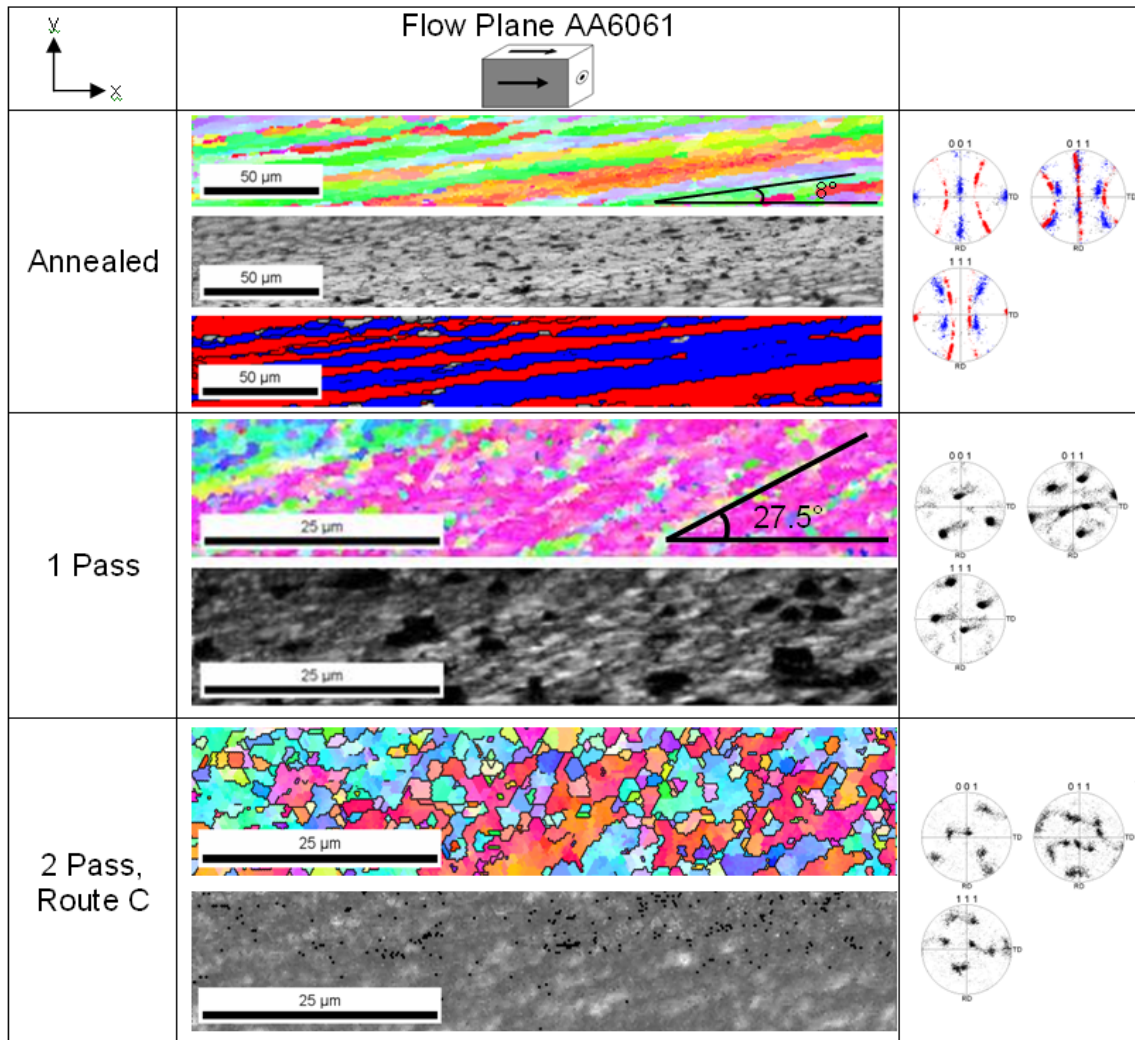 y
x
Flow Plane AA6061
Annealed
50 µm
8°
50 µm
50 µm
0 0 1
TD
RD
0 1 1
TD
RD
1 1 1
TD
RD
1 Pass
25 µm
27.5°
25 µm
0 0 1
TD
RD
0 1 1
TD
RD
1 1 1
TD
RD
2 Pass,
Route C
25 µm
25 µm
0 0 1
TD
RD
0 1 1
TD
RD
1 1 1
TD
RD